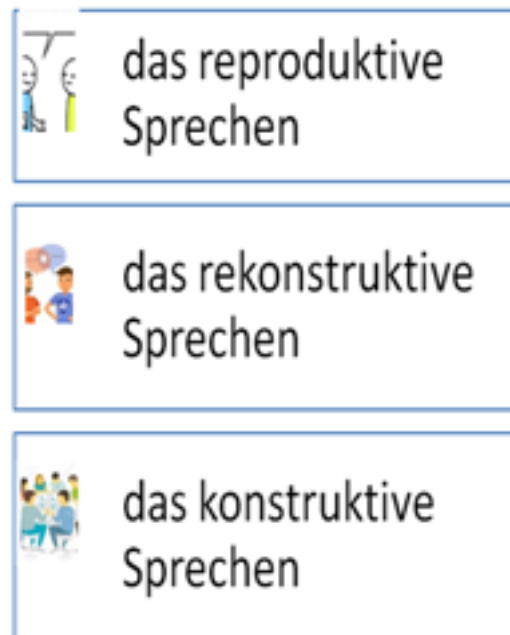 das reproduktive
Sprechen
das rekonstruktive
Sprechen
das konstruktive
Sprechen